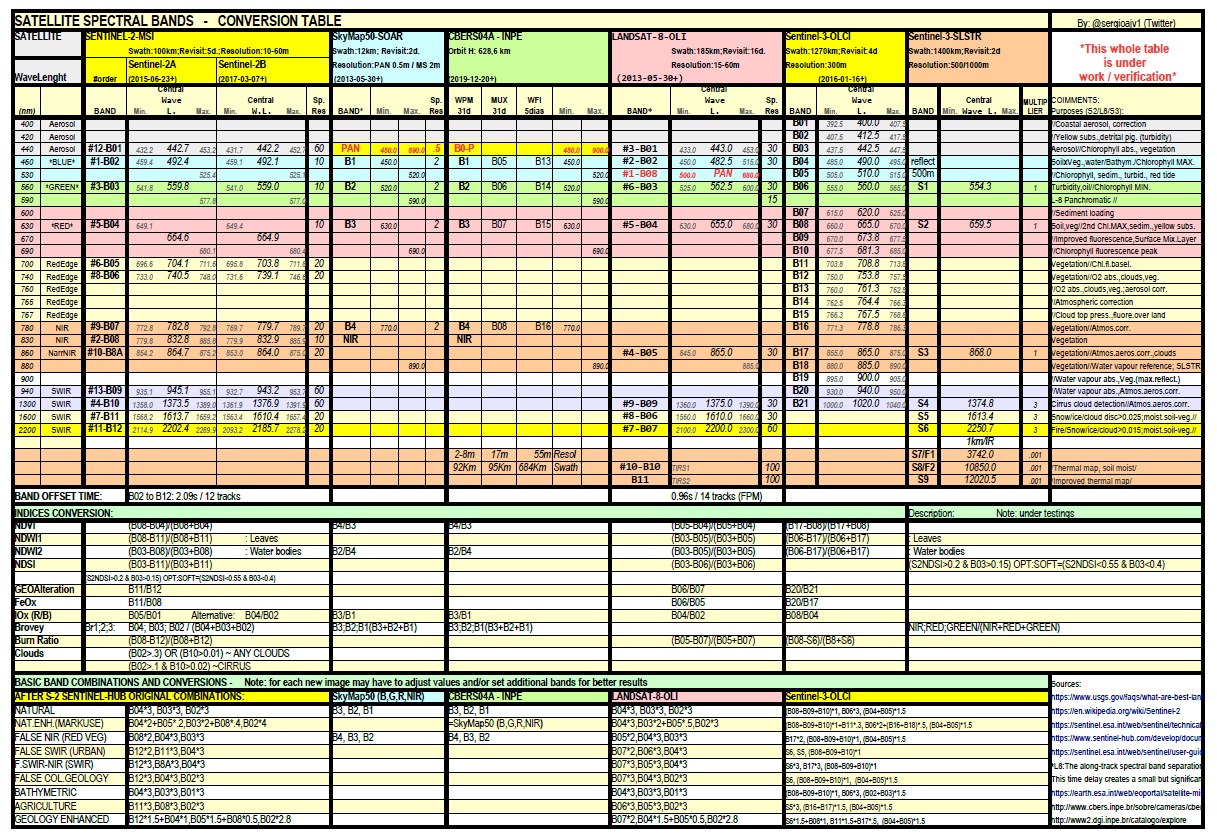 SATELLITE SPECTRAL BANDS - CONVERSION TABLE By: @sergioajv1 (Twitter)
SATELLITE SENTINEL-2-MSI SkyMap50-SOAR CBERS04A - INPE LANDSAT-8-OLI Sentinel-3-OLCI Sentinel-3-SLSTR
Swath:100km;Revisit:5d.;Resolution:10-60m Swath:12km; Revisit:2d. Orbit H: 628,6 km Swath:185km;Revisit:16d. Swath:1270km;Revisit:4d Swath:1400km;Revisit:2d *This whole table
Sentinel-2A Sentinel-2B Resolution:PAN 0.5m / MS 2m Resolution:15-60m Resolution:300m Resolution:500/1000m is under
WaveLenght #order (2015-06-23+) (2017-03-07+) (2013-05-30+) (2019-12-20+) (2013-05-30+) (2016-01-16+) work / verification*
Central Central Central Central
Wave Sp. Sp. WPM MUX WFI Wave Sp. Wave Central MULTIP COIMMENTS:
(nm) BAND Min. L. Max. Min. W.L. Max. Res BAND* Min. Max. Res 31d 31d 5dias Min. Max. BAND* Min. L. Max. Res BAND Min. L. Max. BAND Min. Wave L. Max. LIER Purposes (S2/L8/S3):
400 Aerosol B01 392.5 400.0 407.5 //Coastal aerosol, correction
420 Aerosol B02 407.5 412.5 417.5 //Yellow subs.,detrital pig. (turbidity)
440 Aerosol #12-B01 432.2 442.7 453.2 431.7 442.2 452.7 60 PAN 450.0 890.0 .5 B0-P 450.0 900.0 #3-B01 433.0 443.0 453.0 30 B03 437.5 442.5 447.5 Aerosol//Chlorophyll abs., vegetation
460 *BLUE* #1-B02 459.4 492.4 459.1 492.1 10 B1 450.0 2 B1 B05 B13 450.0 #2-B02 450.0 482.5 515.0 30 B04 485.0 490.0 495.0 reflect SoilxVeg.,water/Bathym./Chlorophyll MAX.
530 525.4 525.1 520.0 520.0 #1-B08 500.0 PAN 680.0 B05 505.0 510.0 515.0 500m //Chlorophyll, sedim., turbid., red tide
560 *GREEN* #3-B03 541.8 559.8 541.0 559.0 10 B2 520.0 2 B2 B06 B14 520.0 #6-B03 525.0 562.5 600.0 30 B06 555.0 560.0 565.0 S1 554.3 1 Turbidity,oil//Chlorophyll MIN.
590 577.8 577.0 590.0 590.0 15 L-8 Panchromatic //
600 B07 615.0 620.0 625.0 //Sediment loading
630 *RED* #5-B04 649.1 649.4 10 B3 630.0 2 B3 B07 B15 630.0 #5-B04 630.0 655.0 680.0 30 B08 660.0 665.0 670.0 S2 659.5 1 Soil,veg//2nd Chl.MAX,sedim.,yellow subs.
670 664.6 664.9 B09 670.0 673.8 677.5 //Improved fluorescence,Surface Mix.Layer
690 680.1 680.4 690.0 690.0 B10 677.5 681.3 685.0 //Chlorophyll fluorescence peak
700 RedEdge #6-B05 696.6 704.1 711.6 695.8 703.8 711.8 20 B11 703.8 708.8 713.8 Vegetation//Chl.fl.basel.
740 RedEdge #8-B06 733.0 740.5 748.0 731.6 739.1 746.6 20 B12 750.0 753.8 757.5 Vegetation//O2 abs.,clouds,veg.
760 RedEdge B13 760.0 761.3 762.5 //O2 abs.,clouds,veg.;aerosol corr.
765 RedEdge B14 762.5 764.4 766.3 //Atmospheric correction
767 RedEdge B15 766.3 767.5 768.8 //Cloud top press.,fluore.over land
780 NIR #9-B07 772.8 782.8 792.8 769.7 779.7 789.7 20 B4 770.0 2 B4 B08 B16 770.0 B16 771.3 778.8 786.3 Vegetation//Atmos.corr.
830 NIR #2-B08 779.8 832.8 885.8 779.9 832.9 885.9 10 NIR NIR Vegetation
860 NarrNIR #10-B8A 854.2 864.7 875.2 853.0 864.0 875.0 20 #4-B05 845.0 865.0 30 B17 855.0 865.0 875.0 S3 868.0 1 Vegetation//Atmos.aeros.corr.,clouds
880 890.0 890.0 885.0 B18 880.0 885.0 890.0 Vegetation//Water vapour reference; SLSTR
900 B19 895.0 900.0 905.0 //Water vapour abs.,Veg.(max.reflect.)
940 SWIR #13-B09 935.1 945.1 955.1 932.7 943.2 953.7 60 B20 930.0 940.0 950.0 //Water vapour abs.,Atmos.aeros.corr.
1300 SWIR #4-B10 1358.0 1373.5 1389.0 1361.9 1376.9 1391.9 60 #9-B09 1360.0 1375.0 1390.0 30 B21 1000.0 1020.0 1040.0 S4 1374.8 3 Cirrus cloud detection//Atmos.aeros.corr.
1600 SWIR #7-B11 1568.2 1613.7 1659.2 1563.4 1610.4 1657.4 20 #8-B06 1560.0 1610.0 1660.0 30 S5 1613.4 3 Snow/ice/cloud disc>0.025;moist.soil-veg.//
2200 SWIR #11-B12 2114.9 2202.4 2289.9 2093.2 2185.7 2278.2 20 #7-B07 2100.0 2200.0 2300.0 60 S6 2250.7 3 Fire/Snow/ice/cloud>0.015;moist.soil-veg.//
1km/IR
2-8m 17m 55m Resol S7/F1 3742.0 .001
92Km 95Km 684Km Swath #10-B10 TIRS1 100 S8/F2 10850.0 .001 /Thermal map, soil moist/
B11 TIRS2 100 S9 12020.5 .001 /Improved thermal map/
BAND OFFSET TIME: B02 to B12: 2.09s / 12 tracks 0.96s / 14 tracks (FPM)
INDICES CONVERSION: Description: Note: under testings
NDVI (B08-B04)/(B08+B04) B4/B3 B4/B3 (B05-B04)/(B05+B04) (B17-B08)/(B17+B08)
NDWI1 (B08-B11)/(B08+B11) : Leaves (B03-B05)/(B03+B05) (B06-B17)/(B06+B17) : Leaves
NDWI2 (B03-B08)/(B03+B08) : Water bodies B2/B4 B2/B4 (B03-B05)/(B03+B05) (B06-B17)/(B06+B17) : Water bodies
NDSI (B03-B11)/(B03+B11) (B03-B06)/(B03+B06) (S2NDSI>0.2 & B03>0.15) OPT:SOFT=(S2NDSI<0.55 & B03<0.4)
(S2NDSI>0.2 & B03>0.15) OPT:SOFT=(S2NDSI<0.55 & B03<0.4)
GEOAlteration B11/B12 B06/B07 B20/B21
FeOx B11/B08 B06/B05 B20/B17
IOx (R/B) B05/B01 Alternative: B04/B02 B3/B1 B3/B1 B04/B02 B08/B04
Brovey Br1;2;3: B04; B03; B02 / (B04+B03+B02) B3;B2;B1(B3+B2+B1) B3;B2;B1(B3+B2+B1) NIR;RED;GREEN/(NIR+RED+GREEN)
Burn Ratio (B08-B12)/(B08+B12) (B05-B07)/(B05+B07) (B08-S6)/(B8+S6)
Clouds (B02>.3) OR (B10>0.01) ~ ANY CLOUDS
(B02>.1 & B10>0.02) ~CIRRUS
BASIC BAND COMBINATIONS AND CONVERSIONS - Note: for each new image may have to adjust values and/or set additional bands for better results Sources:
AFTER S-2 SENTINEL-HUB ORIGINAL COMBINATIONS: SkyMap50 (B,G,R,NIR) CBERS04A - INPE LANDSAT-8-OLI Sentinel-3-OLCI https://www.usgs.gov/faqs/what-are-best-lan
NATURAL B04*3, B03*3, B02*3 B3, B2, B1 B3, B2, B1 B04*3, B03*3, B02*3 (B08+B09+B10)*1, B06*3, (B04+B05)*1.5 https://en.wikipedia.org/wiki/Sentinel-2
NAT.ENH.(MARKUSE) B04*2+B05*.2,B03*2+B08*.4,B02*4 =SkyMap50 (B,G,R,NIR) B04*3,B03*2+B05*.5,B02*3 (B08+B09+B10)*1+B11*.3, B06*2+(B16+B18)*.5, (B04+B05)*1.5 https://sentinel.esa.int/web/sentinel/technical
FALSE NIR (RED VEG) B08*2,B04*3,B03*3 B4, B3, B2 B4, B3, B2 B05*2,B04*3,B03*3 B17*2, (B08+B09+B10)*1, (B04+B05)*1.5 https://www.sentinel-hub.com/develop/docum
FALSE SWIR (URBAN) B12*2,B11*3,B04*3 B07*2,B06*3,B04*3 S6, S5, (B08+B09+B10)*1 https://sentinel.esa.int/web/sentinel/user-guid
F.SWIR-NIR (SWIR) B12*3,B8A*3,B04*3 B07*3,B05*3,B04*3 S6*3, B17*3, (B08+B09+B10)*1 *L8:The along-track spectral band separation
FALSE COL.GEOLOGY B12*3,B04*3,B02*3 B07*3,B04*3,B02*3 S6, (B08+B09+B10)*1, (B04+B05)*1.5 This time delay creates a small but significan
BATHYMETRIC B04*3,B03*3,B01*3 B04*3,B03*3,B01*3 (B08+B09+B10)*1, B06*3, (B02+B03)*1.5 https://earth.esa.int/web/eoportal/satellite-mi
AGRICULTURE B11*3,B08*3,B02*3 B06*3,B05*3,B02*3 S5*3, (B16+B17)*1.5, (B04+B05)*1.5 http://www.cbers.inpe.br/sobre/cameras/cbe
GEOLOGY ENHANCED B12*1.5+B04*1,B05*1.5+B08*0.5,B02*2.8 B07*2,B04*1.5+B05*0.5,B02*2.8 S6*1.5+B08*1, B11*1.5+B17*.5, (B04+B05)*1.5 http://www2.dgi.inpe.br/catalogo/explore